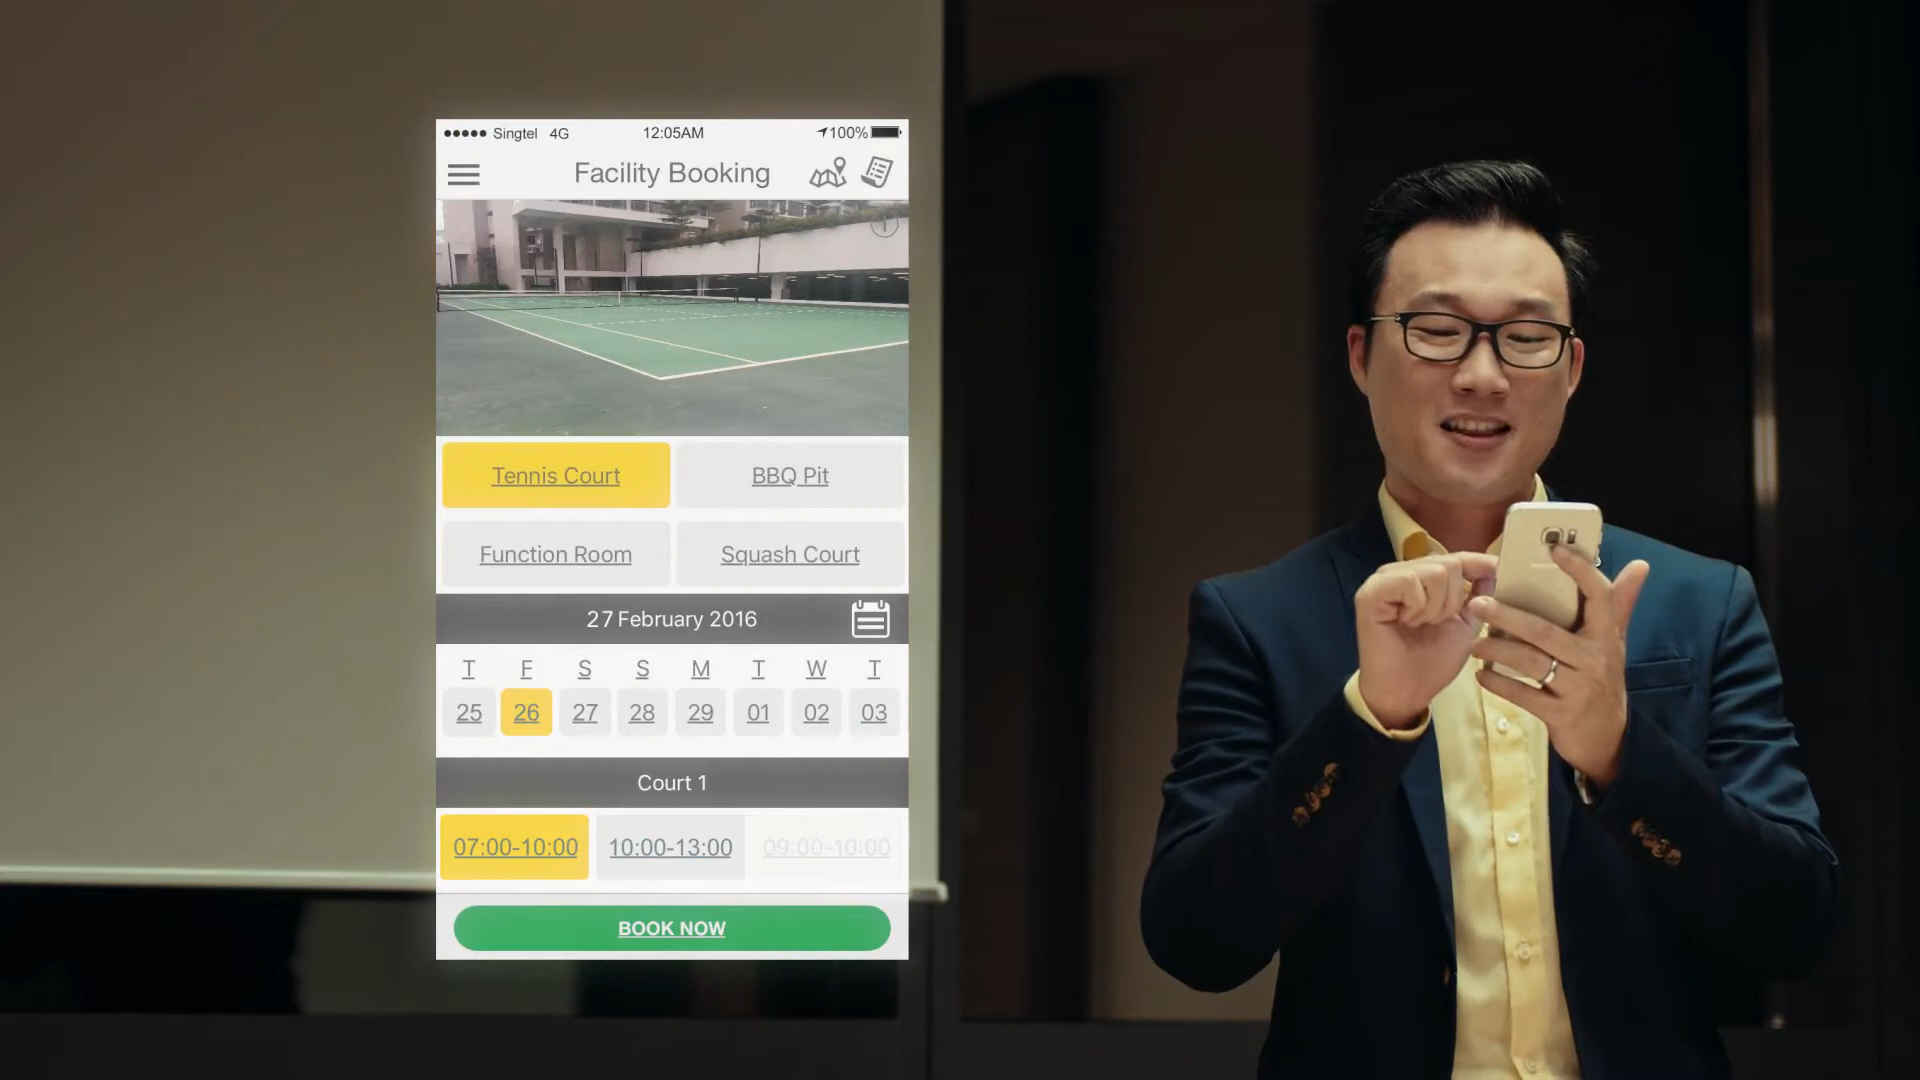 Singtel 4G 12:05AM 100%
Facility Booking
Tennis Court BBQ Pit
Function Room Squash Court
27 February 2016
T F S S M T W T
25 26 27 28 29 01 02 03
Court 1
07:00-10:00 10:00-13:00 09:00-10:00
BOOK NOW